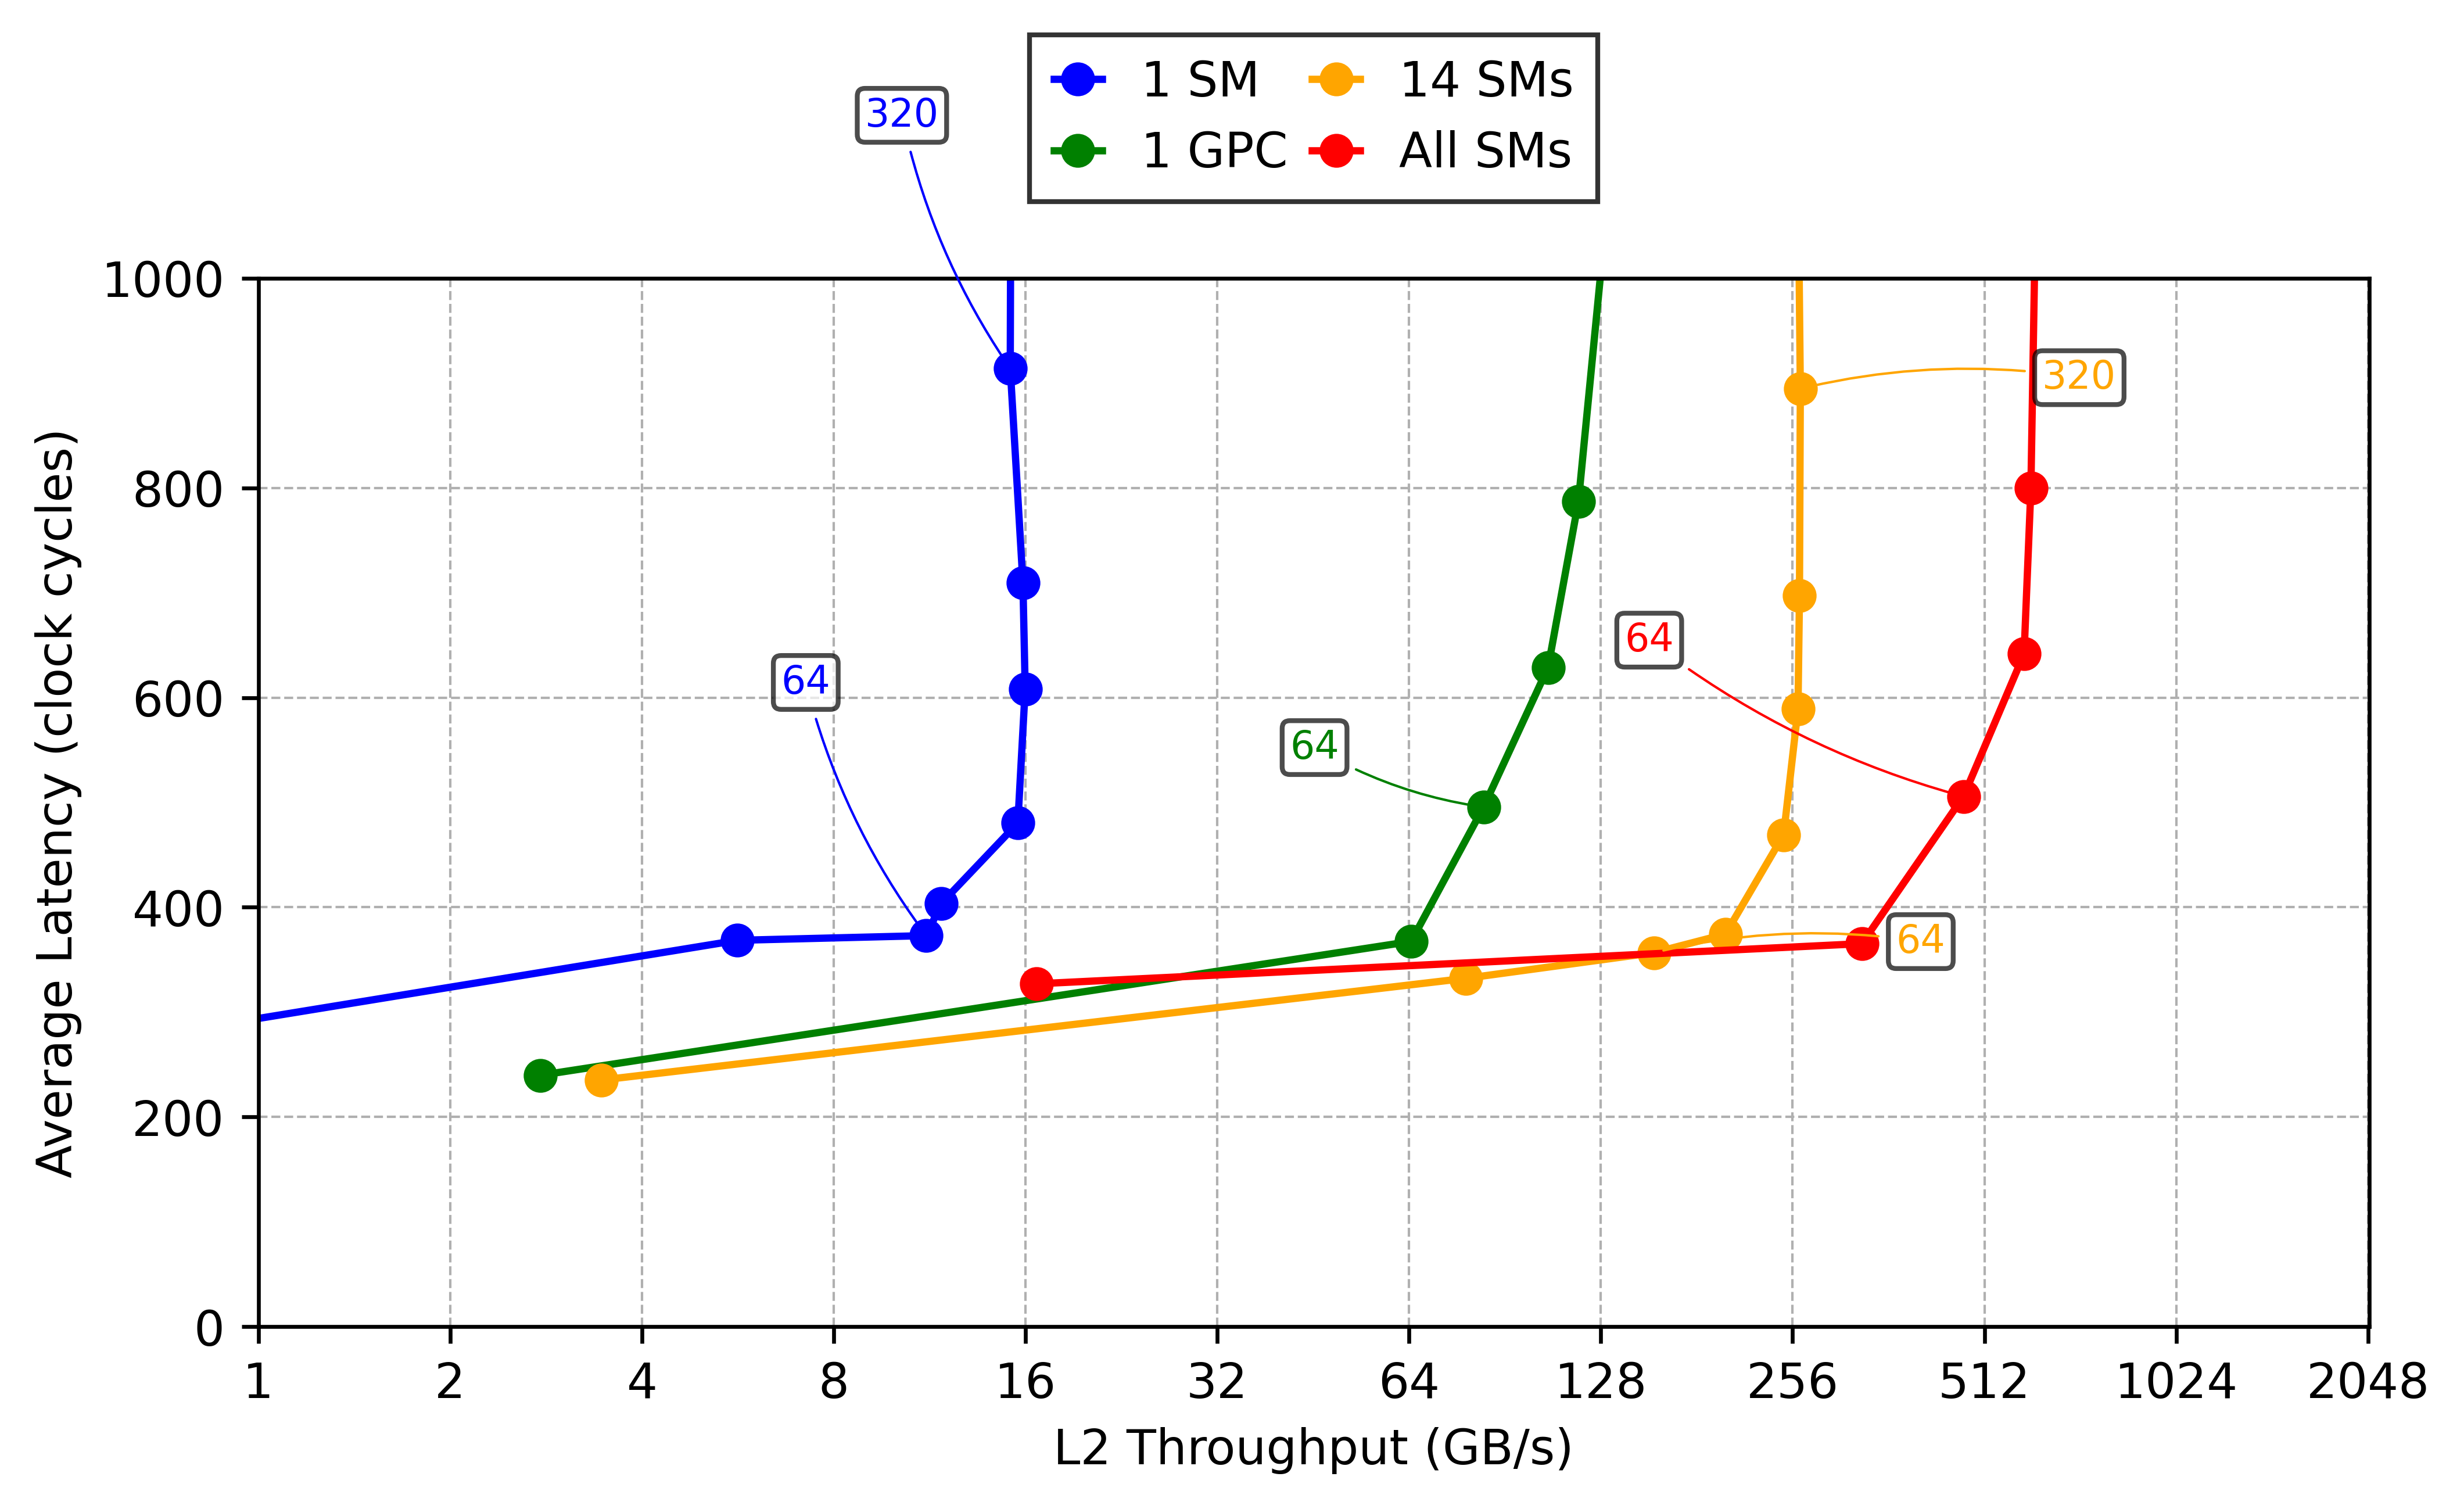 1 SM
14 SMs
1 GPC
All SMs
320
1000
320
800
64
64
600
64
64
400
200
0
Average Latency (clock cycles)
1 2 4 8 16 32 64 128 256 512 1024 2048
L2 Throughput (GB/s)